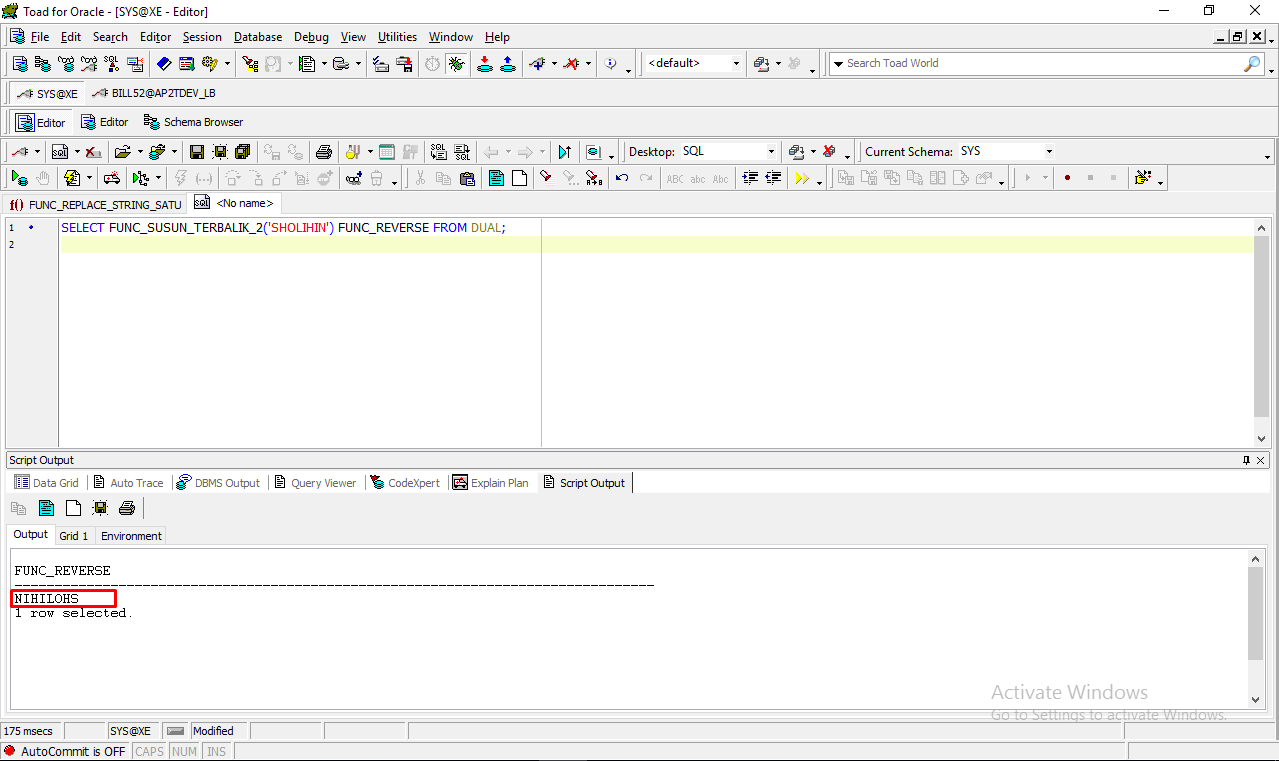 Toad for Oracle - [SYS@XE - Editor]
File Edit Search Editor Session Database Debug View Utilities Window Help
<default> Search Toad World
SYS@XE BILL52@AP2TDEV_LB
Editor Editor Schema Browser
Desktop: SQL Current Schema: SYS
FUNC_REPLACE_STRING_SATU <No name>
1 SELECT FUNC_SUSUN_TERBALIK_2('SHOLIHIN') FUNC_REVERSE FROM DUAL;
2
Script Output
Data Grid Auto Trace DBMS Output Query Viewer CodeXpert Explain Plan Script Output
Output Grid 1 Environment
FUNC_REVERSE
--------------------------------------------------------------------------------
NIHILOHS
1 row selected.
Activate Windows
Go to Settings to activate Windows.
175 msecs SYS@XE Modified
AutoCommit is OFF CAPS NUM INS